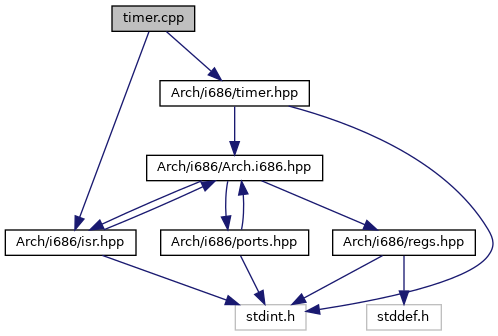 timer.cpp
Arch/i686/timer.hpp
Arch/i686/Arch.i686.hpp
Arch/i686/isr.hpp
Arch/i686/ports.hpp
Arch/i686/regs.hpp
stdint.h
stddef.h